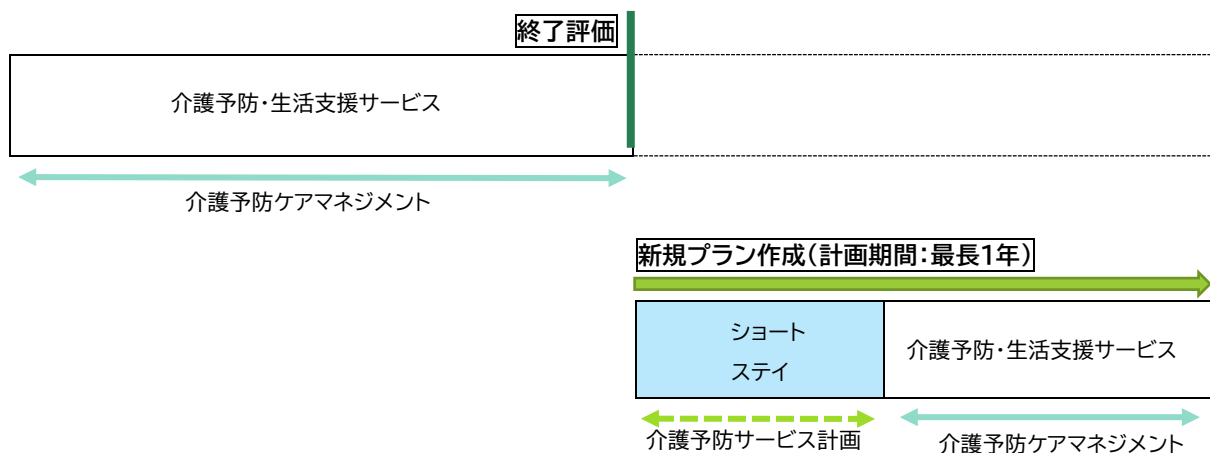 終了評価
介護予防・生活支援サービス
介護予防ケアマネジメント
新規プラン作成（計画期間：最長1年）
ショート
ステイ
介護予防・生活支援サービス
介護予防サービス計画
介護予防ケアマネジメント